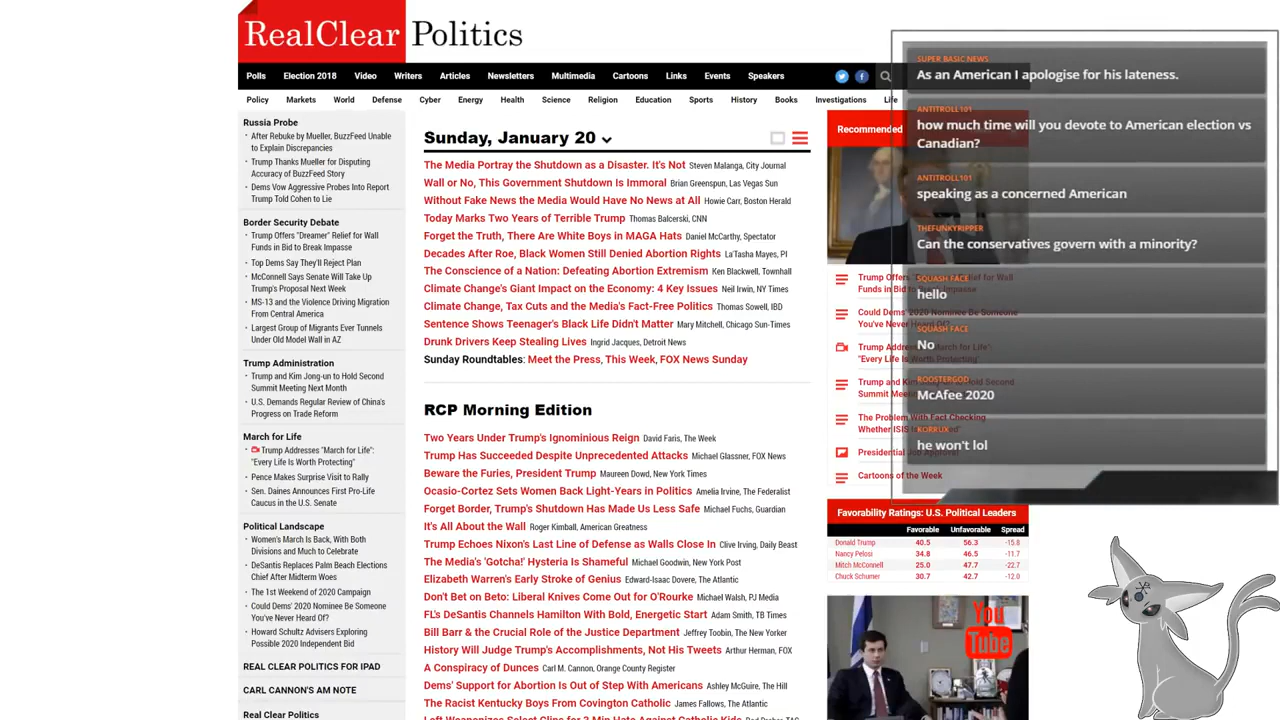 RealClear Politics
Polls Election 2018 Video Writers Articles Newsletters Multimedia Cartoons Links Events Speakers
Policy Markets World Defense Cyber Energy Health Science Religion Education Sports History Books Investigations Life
Russia Probe
After Rebuke by Mueller, BuzzFeed Unable
to Explain Discrepancies
Trump Thanks Mueller for Disputing
Accuracy of BuzzFeed Story
Dems Vow Aggressive Probes Into Report
Trump Told Cohen to Lie
Border Security Debate
Trump Offers "Dreamer" Relief for Wall
Funds in Bid to Break Impasse
Top Dems Say They'll Reject Plan
McConnell Says Senate Will Take Up
Trump's Proposal Next Week
MS-13 and the Violence Driving Migration
From Central America
Largest Group of Migrants Ever Tunnels
Under Old Model Wall in AZ
Trump Administration
Trump and Kim Jong-un to Hold Second
Summit Meeting Next Month
U.S. Demands Regular Review of China's
Progress on Trade Reform
March for Life
Trump Addresses "March for Life":
"Every Life Is Worth Protecting"
Pence Makes Surprise Visit to Rally
Sen. Daines Announces First Pro-Life
Caucus in the U.S. Senate
Political Landscape
Women's March Is Back, With Both
Divisions and Much to Celebrate
DeSantis Replaces Palm Beach Elections
Chief After Midterm Woes
The 1st Weekend of 2020 Campaign
Could Dems' 2020 Nominee Be Someone
You've Never Heard Of?
Howard Schultz Advisers Exploring
Possible 2020 Independent Bid
REAL CLEAR POLITICS FOR IPAD
CARL CANNON'S AM NOTE
Real Clear Politics
Sunday, January 20
The Media Portray the Shutdown as a Disaster. It's Not Steven Malanga, City Journal
Wall or No, This Government Shutdown Is Immoral Brian Greenspun, Las Vegas Sun
Without Fake News the Media Would Have No News at All Howie Carr, Boston Herald
Today Marks Two Years of Terrible Trump Thomas Balcerski, CNN
Forget the Truth, There Are White Boys in MAGA Hats Daniel McCarthy, Spectator
Decades After Roe, Black Women Still Denied Abortion Rights La'Tasha Mayes, PI
The Conscience of a Nation: Defeating Abortion Extremism Ken Blackwell, Townhall
Climate Change's Giant Impact on the Economy: 4 Key Issues Neil Irwin, NY Times
Climate Change, Tax Cuts and the Media's Fact-Free Politics Thomas Sowell, IBD
Sentence Shows Teenager's Black Life Didn't Matter Mary Mitchell, Chicago Sun-Times
Drunk Drivers Keep Stealing Lives Ingrid Jacques, Detroit News
Sunday Roundtables: Meet the Press, This Week, FOX News Sunday
RCP Morning Edition
Two Years Under Trump's Ignominious Reign David Faris, The Week
Trump Has Succeeded Despite Unprecedented Attacks Michael Glassner, FOX News
Beware the Furies, President Trump Maureen Dowd, New York Times
Ocasio-Cortez Sets Women Back Light-Years in Politics Amelia Irvine, The Federalist
Forget Border, Trump's Shutdown Has Made Us Less Safe Michael Fuchs, Guardian
It's All About the Wall Roger Kimball, American Greatness
Trump Echoes Nixon's Last Line of Defense as Walls Close In Clive Irving, Daily Beast
The Media's 'Gotcha!' Hysteria Is Shameful Michael Goodwin, New York Post
Elizabeth Warren's Early Stroke of Genius Edward-Isaac Dovere, The Atlantic
Don't Bet on Beto: Liberal Knives Come Out for O'Rourke Michael Walsh, PJ Media
FL's DeSantis Channels Hamilton With Bold, Energetic Start Adam Smith, TB Times
Bill Barr & the Crucial Role of the Justice Department Jeffrey Toobin, The New Yorker
History Will Judge Trump's Accomplishments, Not His Tweets Arthur Herman, FOX
A Conspiracy of Dunces Carl M. Cannon, Orange County Register
Dems' Support for Abortion Is Out of Step With Americans Ashley McGuire, The Hill
The Racist Kentucky Boys From Covington Catholic James Fallows, The Atlantic
Recommended
SUPER BASIC NEWS
As an American I apologise for his lateness.
ANTITROLL101
how much time will you devote to American election vs
Canadian?
ANTITROLL101
speaking as a concerned American
THEFUNKYRIPPER
Can the conservatives govern with a minority?
SQUASH FACE
hello
SQUASH FACE
No
ROOSTERGOD
McAfee 2020
KORRUX
he won't lol
Trump Offers "Dreamer" Relief for Wall
Funds in Bid to Break Impasse
Could Dems' 2020 Nominee Be Someone
You've Never Heard Of?
Trump Addresses "March for Life":
"Every Life Is Worth Protecting"
Trump and Kim Jong-un to Hold Second
Summit Meeting
The Problem With Fact Checking
Whether ISIS
Presidential Job Approval
Cartoons of the Week
Favorability Ratings: U.S. Political Leaders
Favorable Unfavorable Spread
Donald Trump 40.5 56.3 -15.8
Nancy Pelosi 34.8 46.5 -11.7
Mitch McConnell 25.0 47.7 -22.7
Chuck Schumer 30.7 42.7 -12.0
You
Tube